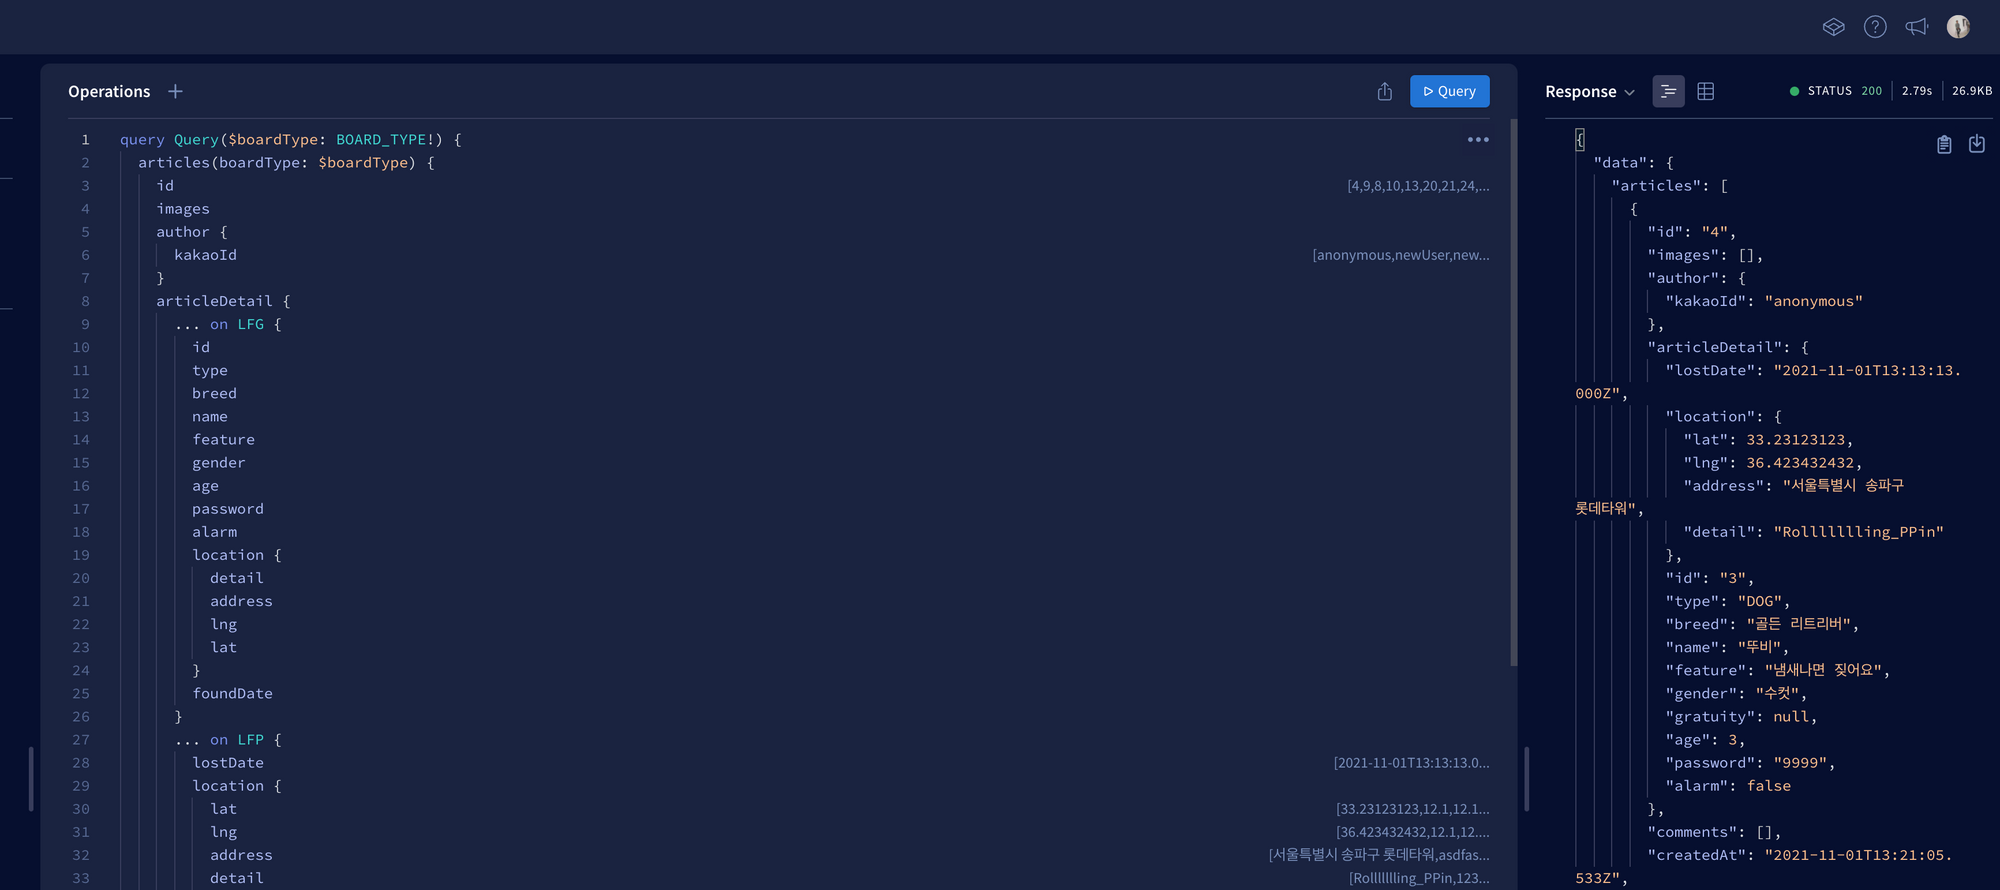 Operations +
Query
1 query Query($boardType: BOARD_TYPE!) {
2 articles(boardType: $boardType) {
3 id [4,9,8,10,13,20,21,24,...
4 images
5 author {
6 kakaoId [anonymous,newUser,new...
7 }
8 articleDetail {
9 ... on LFG {
10 id
11 type
12 breed
13 name
14 feature
15 gender
16 age
17 password
18 alarm
19 location {
20 detail
21 address
22 lng
23 lat
24 }
25 foundDate
26 }
27 ... on LFP {
28 lostDate [2021-11-01T13:13:13.0...
29 location {
30 lat [33.23123123,12.1,12.1...
31 lng [36.423432432,12.1,12....
32 address [서울특별시 송파구 롯데타워,asdfas...
33 detail [Rollllllling_PPin,123...
Response STATUS 200 2.79s 26.9KB
{
"data": {
"articles": [
{
"id": "4",
"images": [],
"author": {
"kakaoId": "anonymous"
},
"articleDetail": {
"lostDate": "2021-11-01T13:13:13.
000Z",
"location": {
"lat": 33.23123123,
"lng": 36.423432432,
"address": "서울특별시 송파구
롯데타워",
"detail": "Rollllllling_PPin"
},
"id": "3",
"type": "DOG",
"breed": "골든 리트리버",
"name": "뚜비",
"feature": "냄새나면 짖어요",
"gender": "수컷",
"gratuity": null,
"age": 3,
"password": "9999",
"alarm": false
},
"comments": [],
"createdAt": "2021-11-01T13:21:05.
533Z",